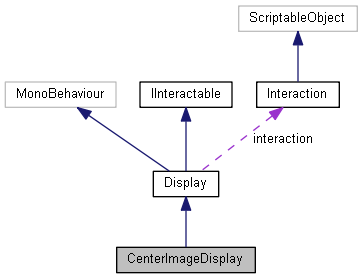 ScriptableObject
MonoBehaviour
IInteractable
Interaction
interaction
Display
CenterImageDisplay